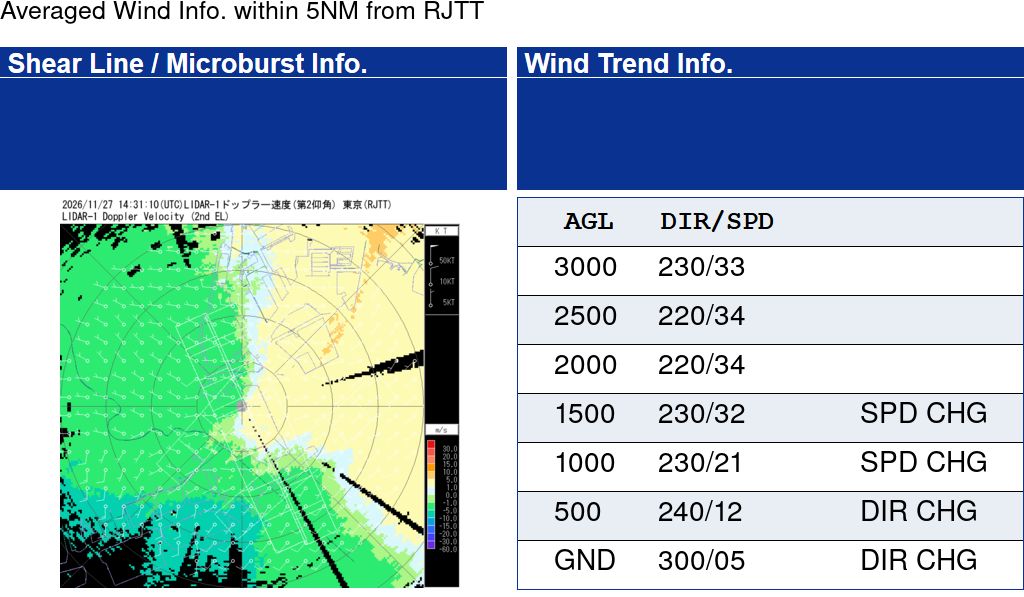 Averaged Wind Info. within 5NM from RJTT
Shear Line / Microburst Info.
Wind Trend Info.
2026/11/27 14:31:10(UTC)LIDAR-1ドップラー速度(第2仰角) 東京(RJTT)
LIDAR-1 Doppler Velocity (2nd EL)
K T
50KT
10KT
5KT
m/s
30.0
20.0
15.0
10.0
5.0
1.0
0.0
-1.0
-5.0
-10.0
-15.0
-20.0
-30.0
-60.0
AGL DIR/SPD
3000 230/33
2500 220/34
2000 220/34
1500 230/32 SPD CHG
1000 230/21 SPD CHG
500 240/12 DIR CHG
GND 300/05 DIR CHG